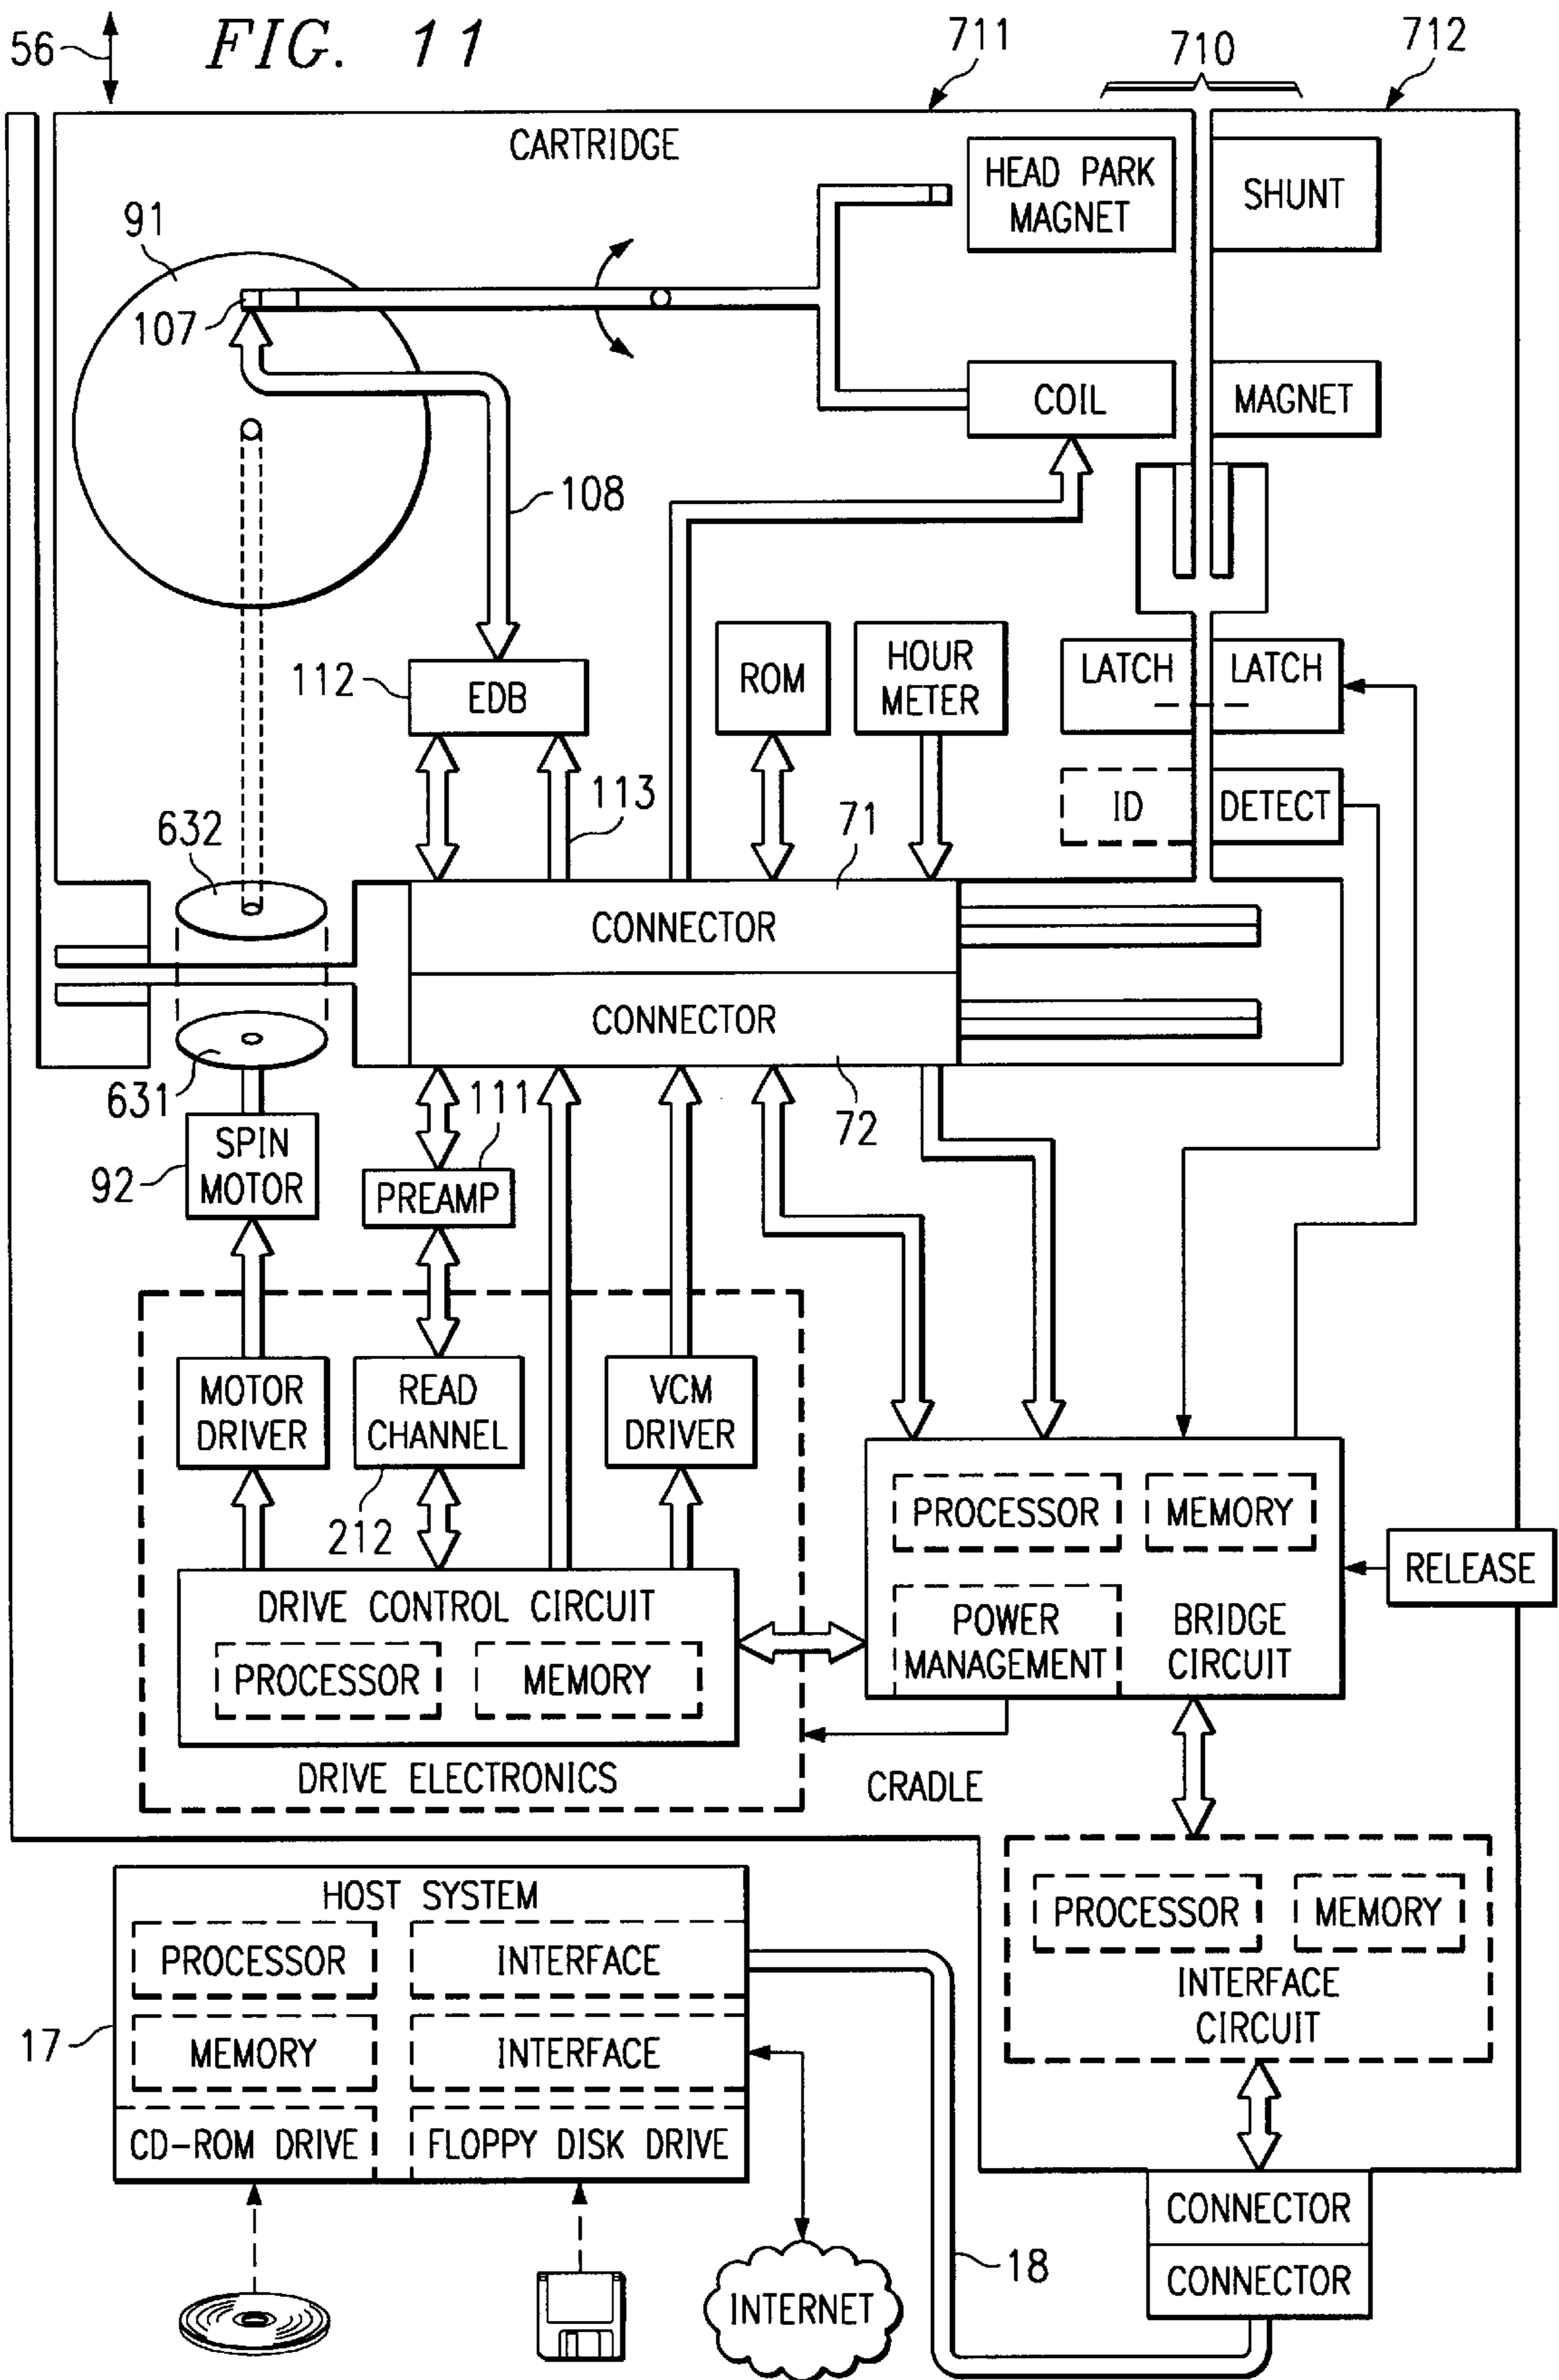 56
FIG. 11
711
710
712
CARTRIDGE
HEAD PARK
MAGNET
SHUNT
91
107
COIL
MAGNET
108
112
EDB
ROM
HOUR
METER
LATCH
LATCH
113
ID
DETECT
632
71
CONNECTOR
CONNECTOR
631
111
72
92
SPIN
MOTOR
PREAMP
MOTOR
DRIVER
READ
CHANNEL
VCM
DRIVER
212
PROCESSOR
MEMORY
RELEASE
DRIVE CONTROL CIRCUIT
PROCESSOR
MEMORY
POWER
MANAGEMENT
BRIDGE
CIRCUIT
DRIVE ELECTRONICS
CRADLE
HOST SYSTEM
PROCESSOR
INTERFACE
17
MEMORY
INTERFACE
CD-ROM DRIVE
FLOPPY DISK DRIVE
PROCESSOR
MEMORY
INTERFACE
CIRCUIT
CONNECTOR
CONNECTOR
18
INTERNET